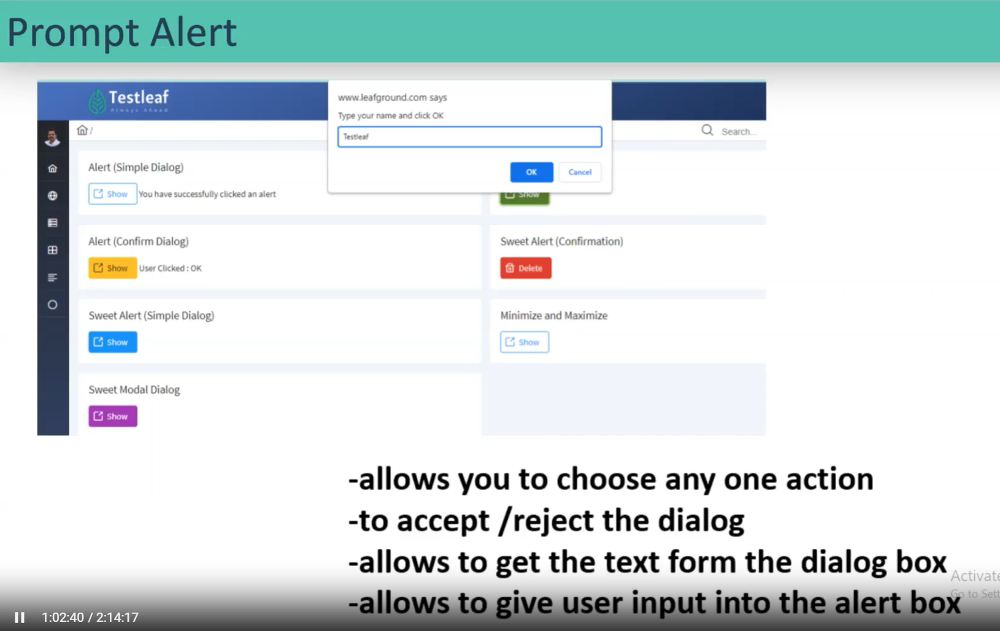 Prompt Alert
Testleaf
Always Ahead
www.leafground.com says
Type your name and click OK
Testleaf
OK
Cancel
/
Search...
Alert (Simple Dialog)
Show
You have successfully clicked an alert
Show
Alert (Confirm Dialog)
Show
User Clicked : OK
Sweet Alert (Confirmation)
Delete
Sweet Alert (Simple Dialog)
Show
Minimize and Maximize
Show
Sweet Modal Dialog
Show
-allows you to choose any one action
-to accept /reject the dialog
-allows to get the text form the dialog box
-allows to give user input into the alert box
Activate
Go to Sett
1:02:40 / 2:14:17